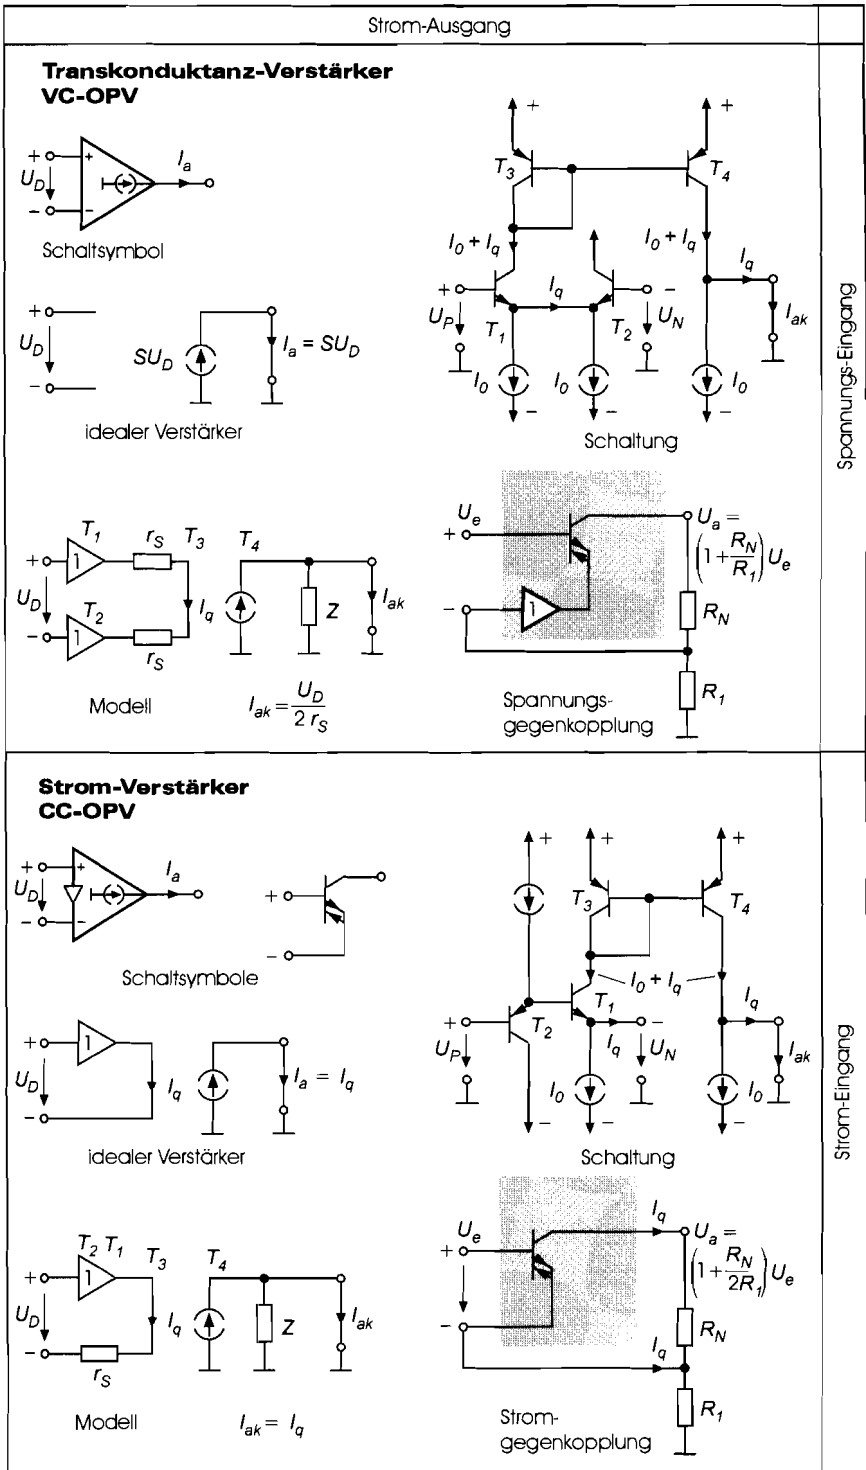 Strom-Ausgang
Transkonduktanz-Verstärker
VC-OPV
+ + I_a
U_D
− −
Schaltsymbol
+ +
T_3 T_4
I_0 + I_q I_0 + I_q I_q
+ I_q −
U_P T_1 T_2 U_N I_ak
I_0 I_0 I_0
− − −
Schaltung
+
U_D SU_D I_a = SU_D
−
idealer Verstärker
T_1 r_S T_3 T_4
+ 1
U_D I_q Z I_ak
T_2
− 1
r_S
Modell
I_ak = U_D / 2 r_S
U_e U_a =
+ (1 + R_N/R_1) U_e
− 1 R_N
R_1
Spannungs-
gegenkopplung
Spannungs-Eingang
Strom-Verstärker
CC-OPV
+ + I_a
U_D
− −
+
−
Schaltsymbole
+ + +
T_3 T_4
I_0 + I_q
T_1 I_q
+ T_2 −
U_P I_q U_N I_ak
I_0 I_0
− − −
Schaltung
+ 1
U_D I_q I_a = I_q
−
idealer Verstärker
T_2 T_1 T_3 T_4
+ 1
U_D I_q Z I_ak
−
r_S
Modell
I_ak = I_q
I_q
U_e U_a =
+ (1 + R_N/2R_1) U_e
− I_q R_N
R_1
Strom-
gegenkopplung
Strom-Eingang